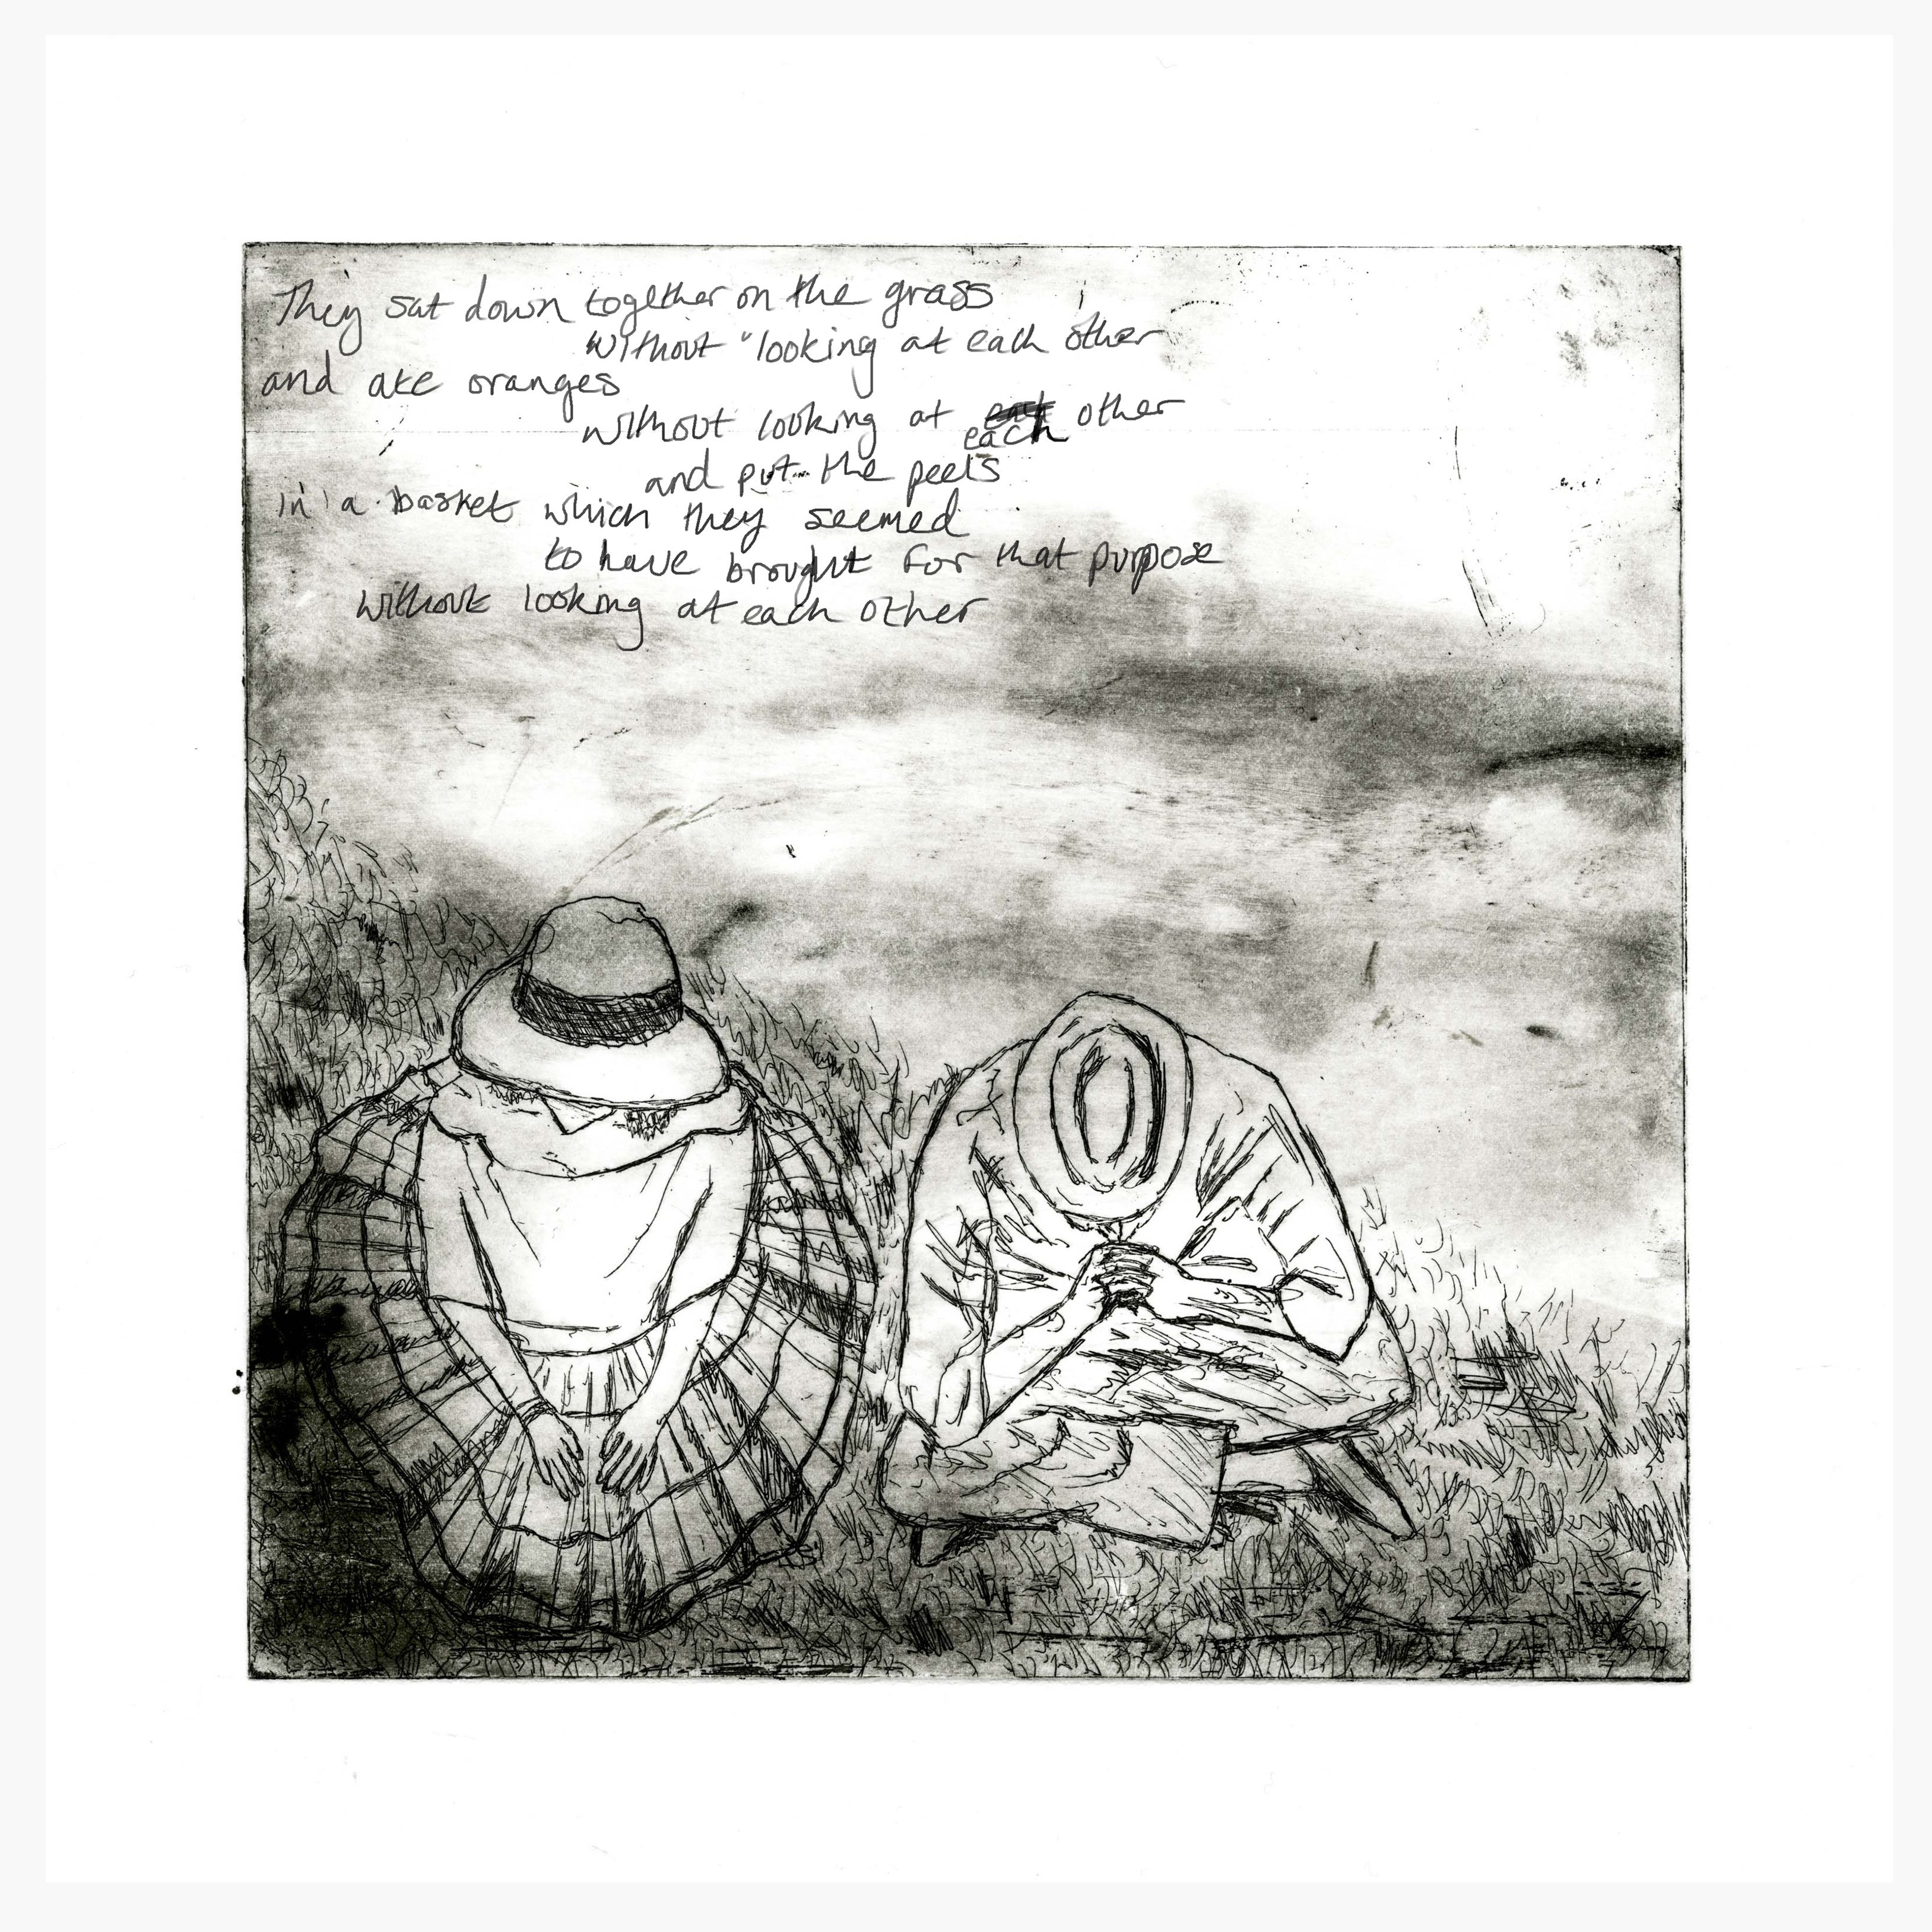 They sat down together on the grass
without looking at each other
and ate oranges
without looking at each other
and put the peels
in a basket which they seemed
to have brought for that purpose
without looking at each other